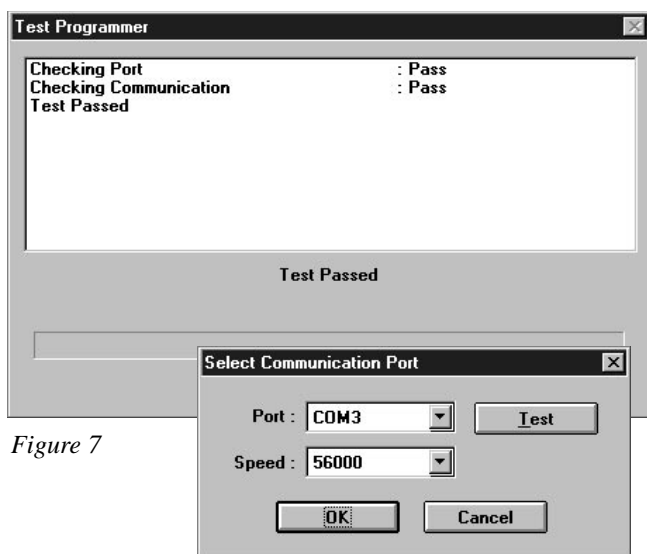 Test Programmer
Checking Port : Pass
Checking Communication : Pass
Test Passed
Test Passed
Select Communication Port
Port : COM3 Test
Speed : 56000
OK Cancel
Figure 7